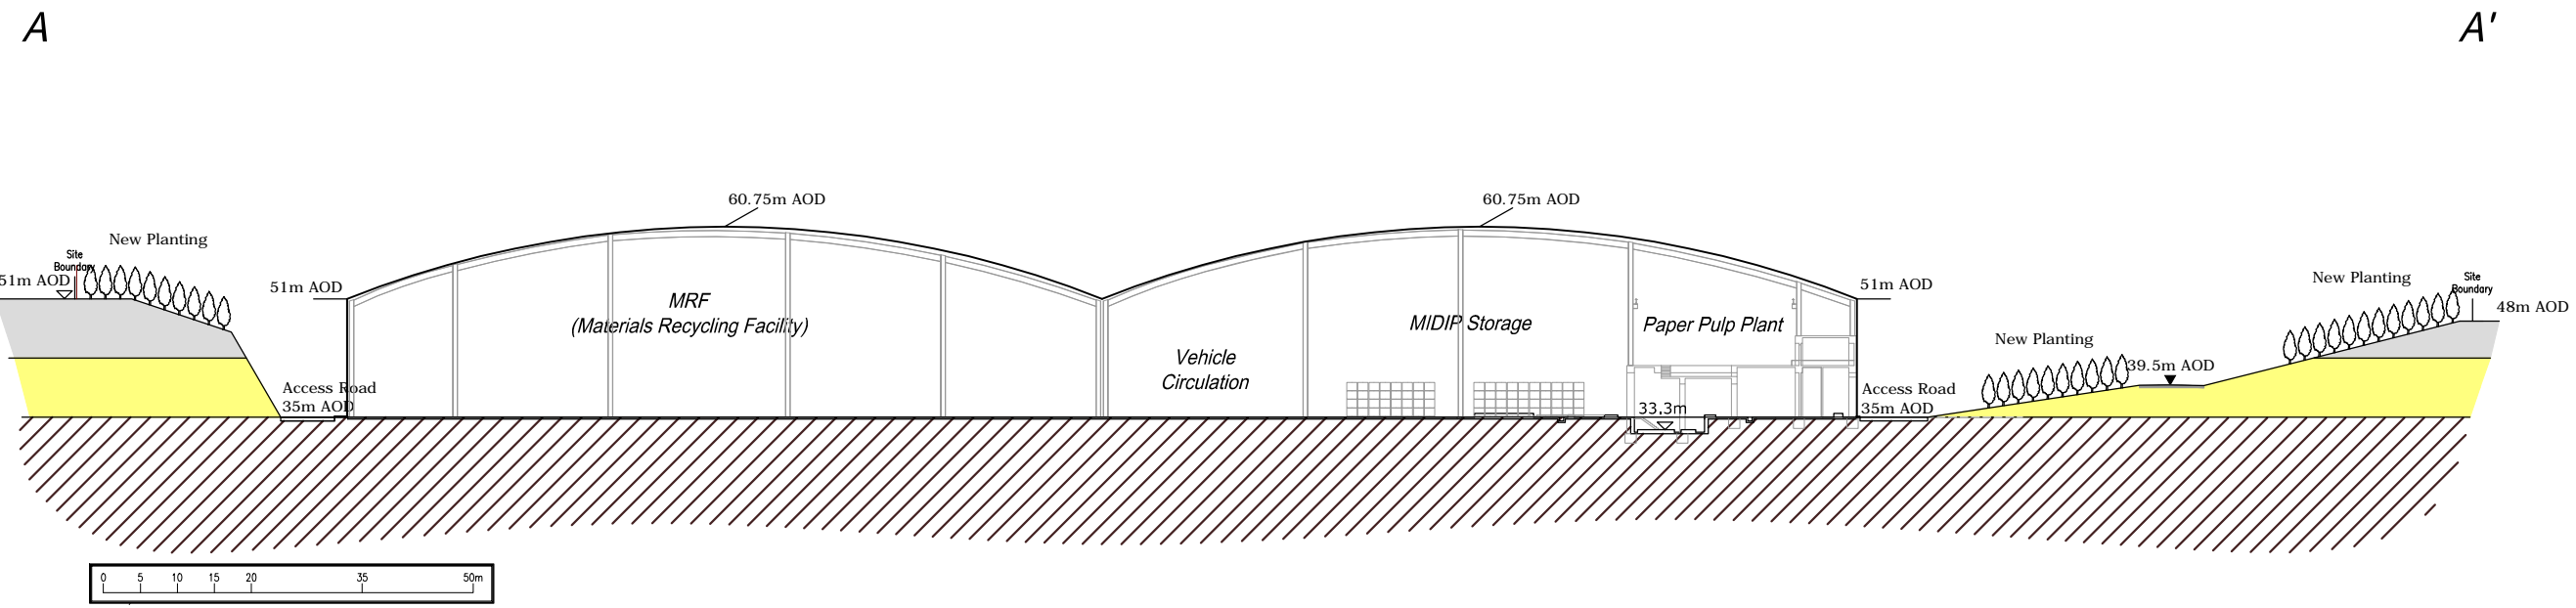 A
A'
60.75m AOD
60.75m AOD
New Planting
Site
Boundary
51m AOD
51m AOD
51m AOD
New Planting
Site
Boundary
48m AOD
MRF
(Materials Recycling Facility)
MIDIP Storage
Paper Pulp Plant
New Planting
Vehicle
Circulation
39.5m AOD
Access Road
35m AOD
33.3m
Access Road
35m AOD
0 5 10 15 20 35 50m